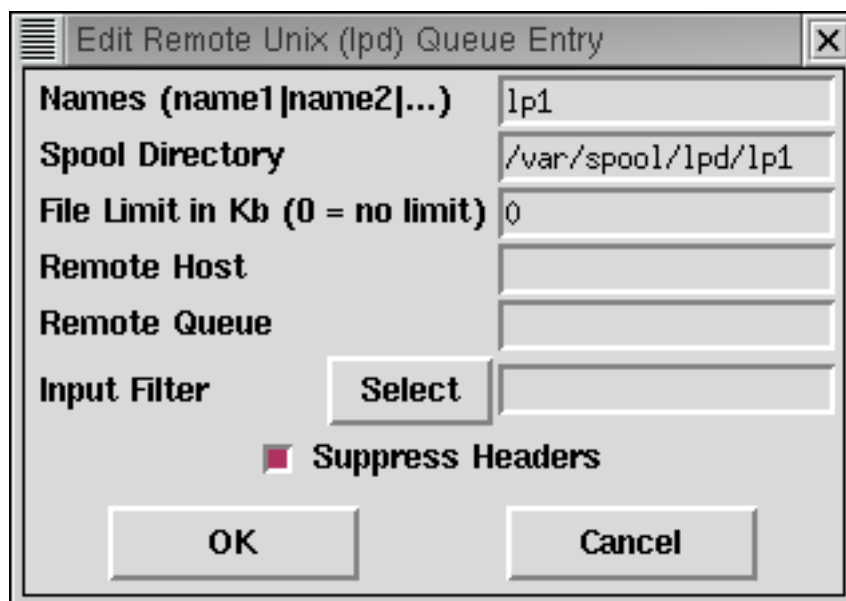 Edit Remote Unix (lpd) Queue Entry
Names (name1|name2|...) lp1
Spool Directory /var/spool/lpd/lp1
File Limit in Kb (0 = no limit) 0
Remote Host
Remote Queue
Input Filter Select
Suppress Headers
OK Cancel